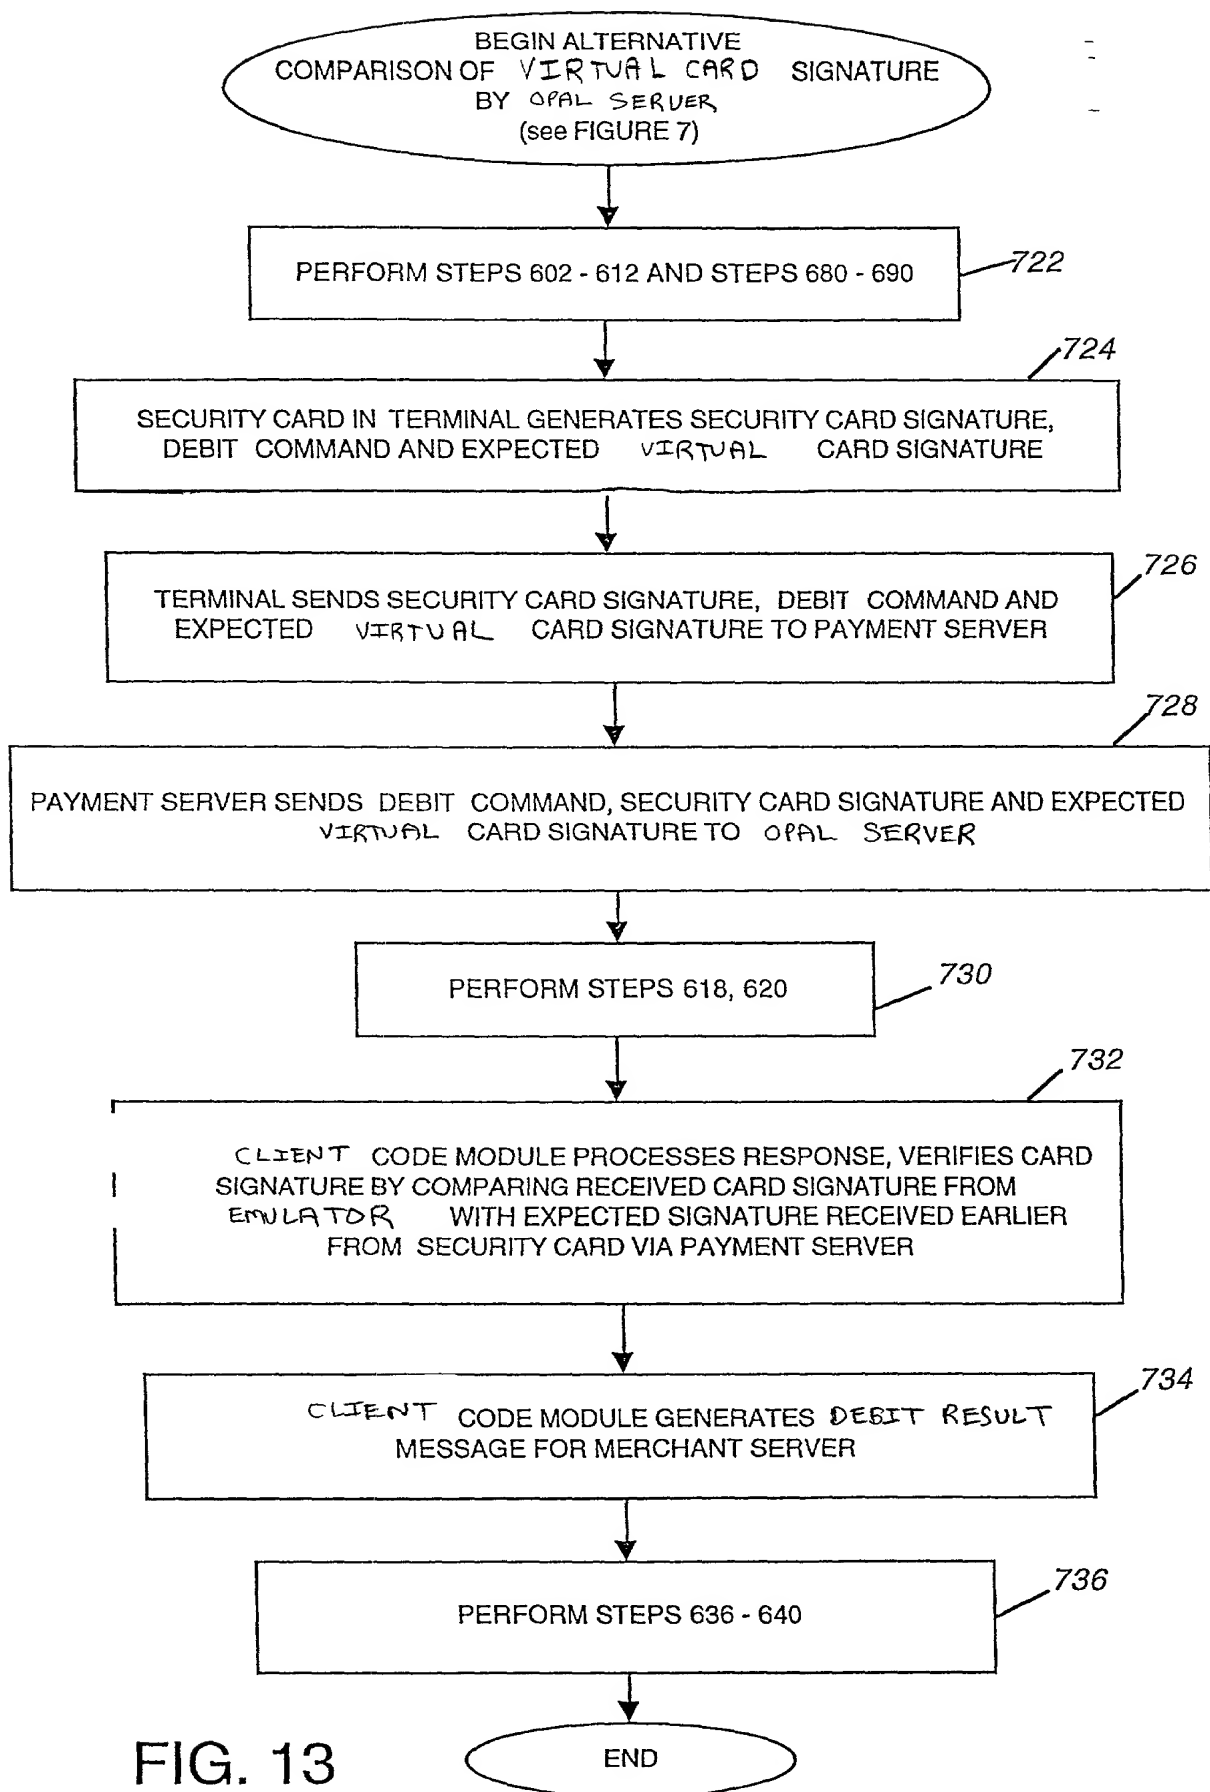 BEGIN ALTERNATIVE
COMPARISON OF VIRTUAL CARD SIGNATURE
BY OPAL SERVER
(see FIGURE 7)
PERFORM STEPS 602 - 612 AND STEPS 680 - 690
722
724
SECURITY CARD IN TERMINAL GENERATES SECURITY CARD SIGNATURE,
DEBIT COMMAND AND EXPECTED VIRTUAL CARD SIGNATURE
726
TERMINAL SENDS SECURITY CARD SIGNATURE, DEBIT COMMAND AND
EXPECTED VIRTUAL CARD SIGNATURE TO PAYMENT SERVER
728
PAYMENT SERVER SENDS DEBIT COMMAND, SECURITY CARD SIGNATURE AND EXPECTED
VIRTUAL CARD SIGNATURE TO OPAL SERVER
PERFORM STEPS 618, 620
730
732
CLIENT CODE MODULE PROCESSES RESPONSE, VERIFIES CARD
SIGNATURE BY COMPARING RECEIVED CARD SIGNATURE FROM
EMULATOR WITH EXPECTED SIGNATURE RECEIVED EARLIER
FROM SECURITY CARD VIA PAYMENT SERVER
734
CLIENT CODE MODULE GENERATES DEBIT RESULT
MESSAGE FOR MERCHANT SERVER
736
PERFORM STEPS 636 - 640
END
FIG. 13